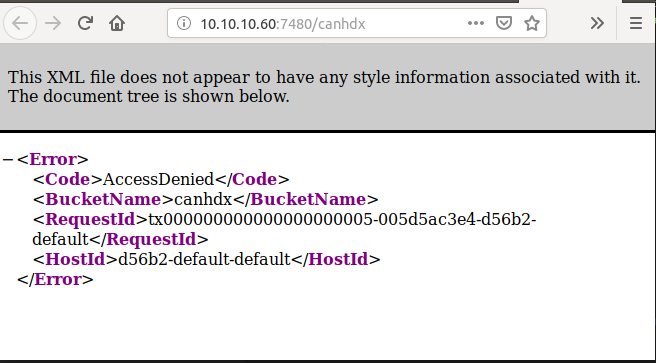 10.10.10.60:7480/canhdx
This XML file does not appear to have any style information associated with it.
The document tree is shown below.
−<Error>
<Code>AccessDenied</Code>
<BucketName>canhdx</BucketName>
<RequestId>tx000000000000000000005-005d5ac3e4-d56b2-
default</RequestId>
<HostId>d56b2-default-default</HostId>
</Error>